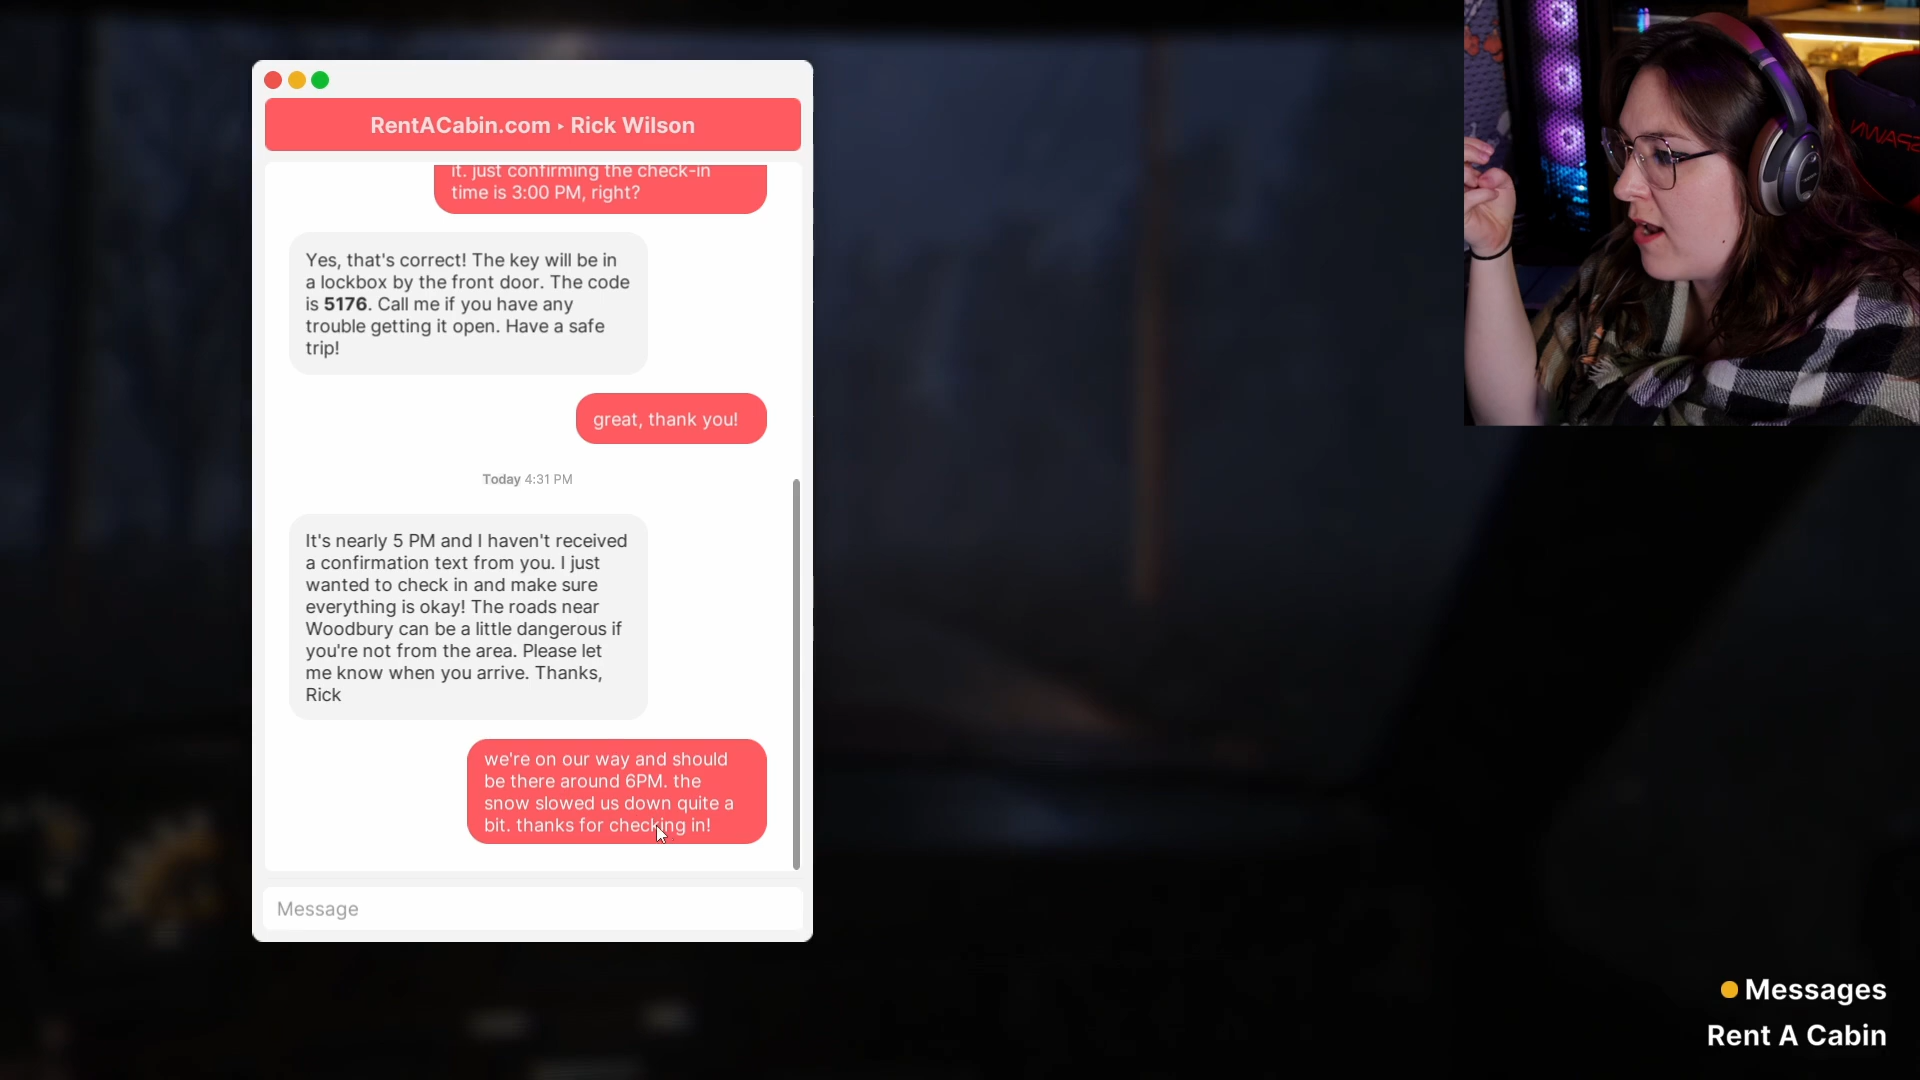 RentACabin.com ‣ Rick Wilson
it. just confirming the check-in
time is 3:00 PM, right?
Yes, that's correct! The key will be in
a lockbox by the front door. The code
is 5176. Call me if you have any
trouble getting it open. Have a safe
trip!
great, thank you!
Today 4:31 PM
It's nearly 5 PM and I haven't received
a confirmation text from you. I just
wanted to check in and make sure
everything is okay! The roads near
Woodbury can be a little dangerous if
you're not from the area. Please let
me know when you arrive. Thanks,
Rick
we're on our way and should
be there around 6PM. the
snow slowed us down quite a
bit. thanks for checking in!
Message
Messages
Rent A Cabin